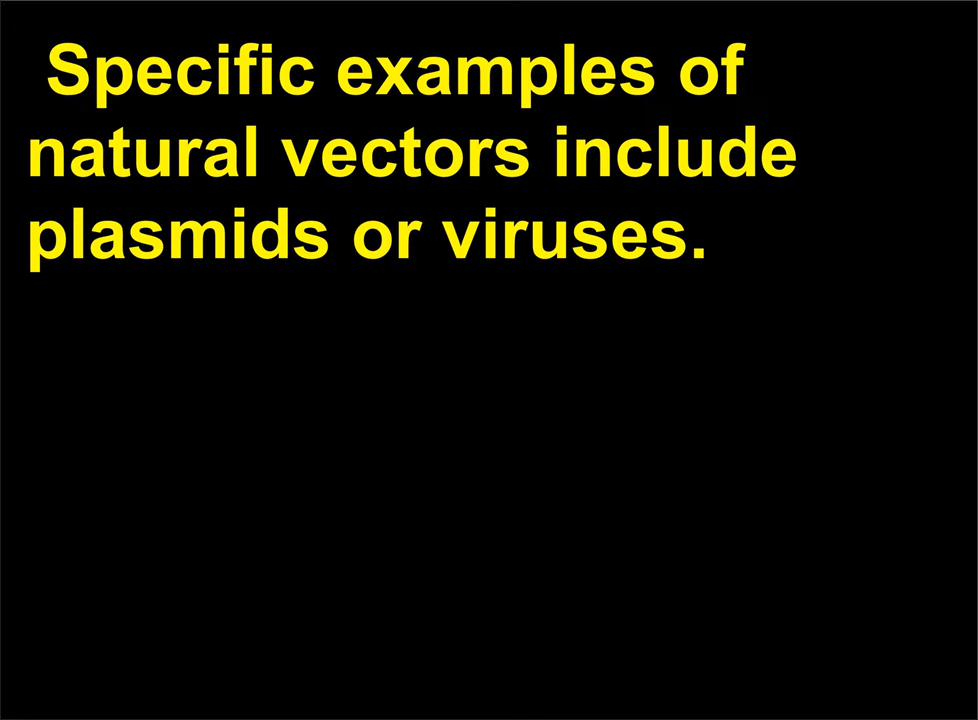 Specific examples of
natural vectors include
plasmids or viruses.